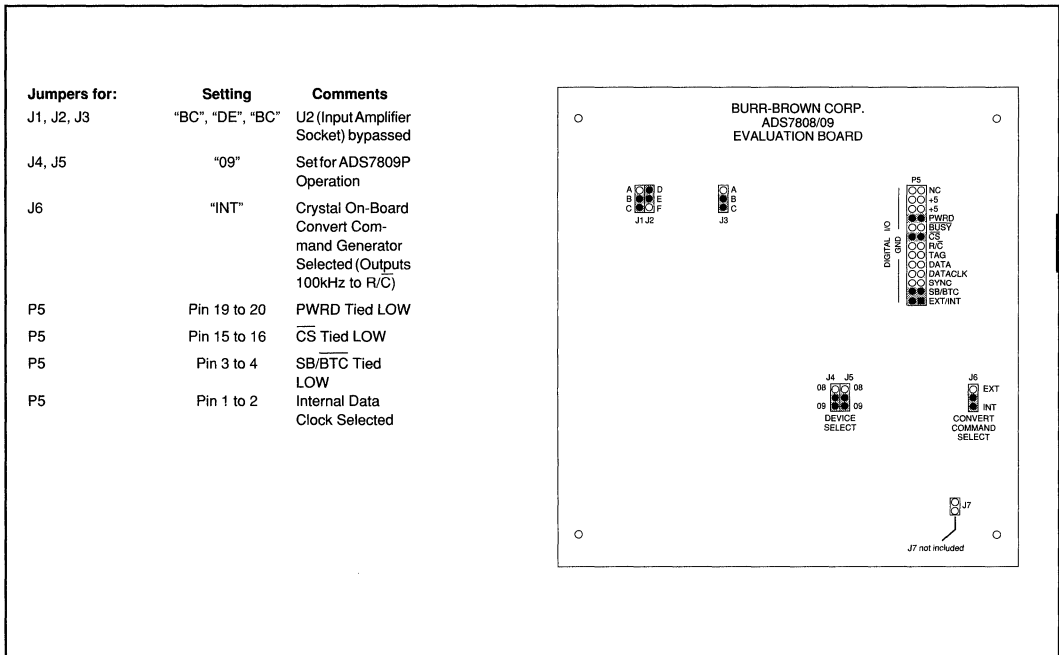 Jumpers for: Setting Comments
J1, J2, J3 “BC”, “DE”, “BC” U2 (Input Amplifier
Socket) bypassed
J4, J5 “09” Set for ADS7809P
Operation
J6 “INT” Crystal On-Board
Convert Com-
mand Generator
Selected (Outputs
100kHz to R/C̅)
P5 Pin 19 to 20 PWRD Tied LOW
P5 Pin 15 to 16 C̅S̅ Tied LOW
P5 Pin 3 to 4 SB/B̅T̅C̅ Tied
LOW
P5 Pin 1 to 2 Internal Data
Clock Selected
BURR-BROWN CORP.
ADS7808/09
EVALUATION BOARD
A D
B E
C F
J1 J2
A
B
C
J3
P5
DIGITAL I/O
GND
NC
+5
+5
PWRD
B̅U̅S̅Y̅
C̅S̅
R/C̅
TAG
DATA
DATACLK
SYNC
SB/BTC
EXT/INT
J4 J5
08 08
09 09
DEVICE
SELECT
J6
EXT
INT
CONVERT
COMMAND
SELECT
J7
J7 not included